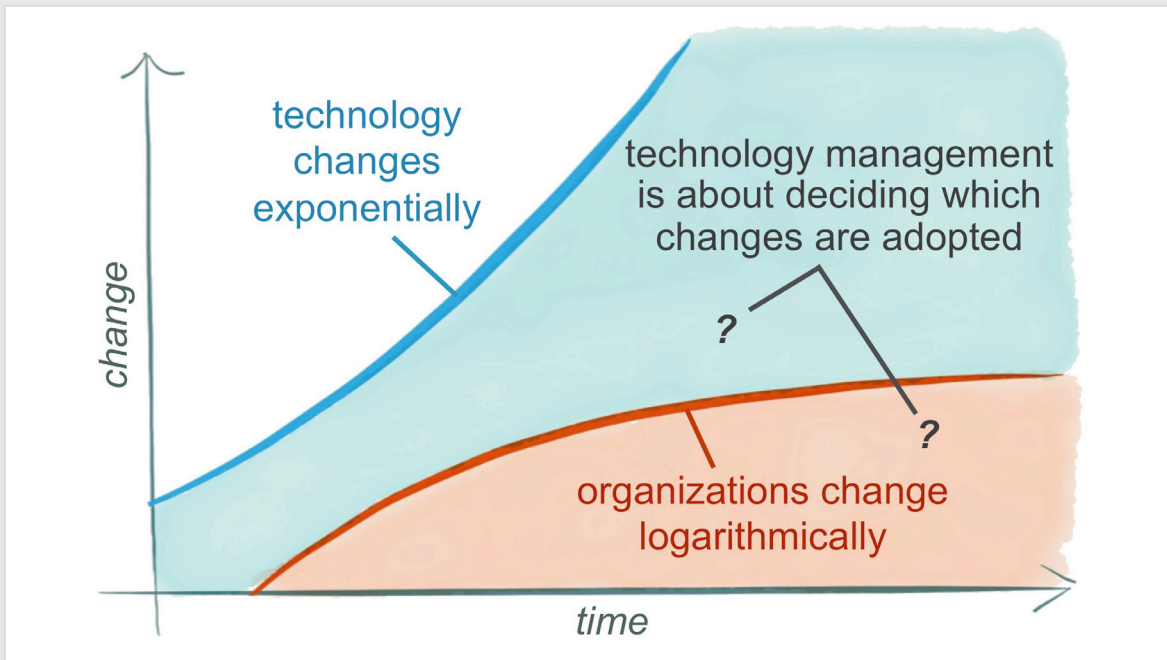 technology
changes
exponentially
technology management
is about deciding which
changes are adopted
?
?
organizations change
logarithmically
change
time